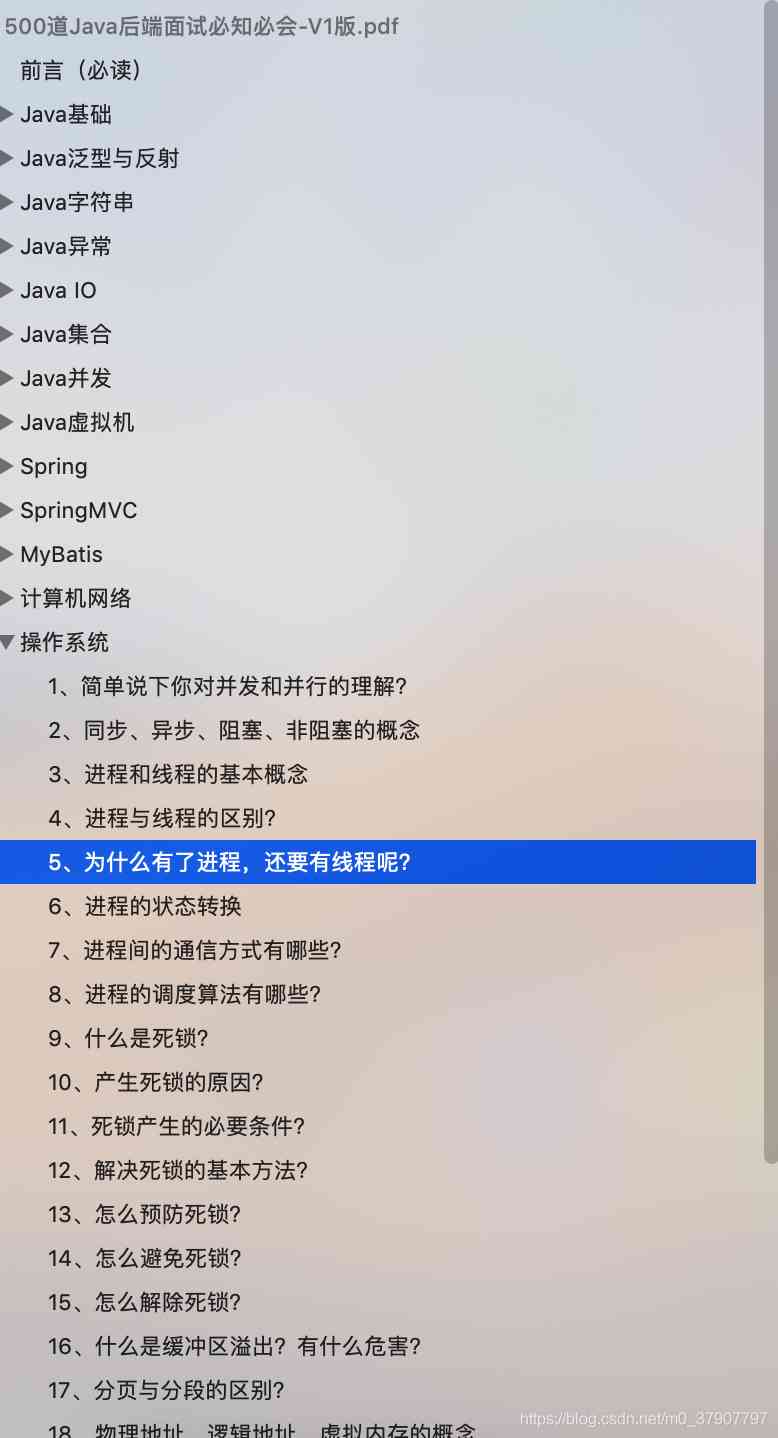 500道Java后端面试必知必会-V1版.pdf
前言（必读）
Java基础
Java泛型与反射
Java字符串
Java异常
Java IO
Java集合
Java并发
Java虚拟机
Spring
SpringMVC
MyBatis
计算机网络
操作系统
1、简单说下你对并发和并行的理解?
2、同步、异步、阻塞、非阻塞的概念
3、进程和线程的基本概念
4、进程与线程的区别?
5、为什么有了进程，还要有线程呢?
6、进程的状态转换
7、进程间的通信方式有哪些?
8、进程的调度算法有哪些?
9、什么是死锁?
10、产生死锁的原因?
11、死锁产生的必要条件?
12、解决死锁的基本方法?
13、怎么预防死锁?
14、怎么避免死锁?
15、怎么解除死锁?
16、什么是缓冲区溢出？有什么危害?
17、分页与分段的区别?
18、物理地址、逻辑地址、虚拟内存的概念
https://blog.csdn.net/m0_37907797